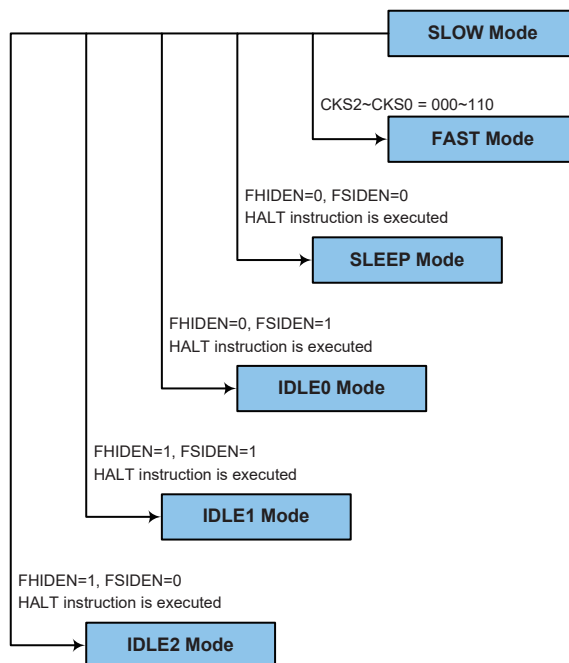 SLOW Mode
CKS2~CKS0 = 000~110
FAST Mode
FHIDEN=0, FSIDEN=0
HALT instruction is executed
SLEEP Mode
FHIDEN=0, FSIDEN=1
HALT instruction is executed
IDLE0 Mode
FHIDEN=1, FSIDEN=1
HALT instruction is executed
IDLE1 Mode
FHIDEN=1, FSIDEN=0
HALT instruction is executed
IDLE2 Mode